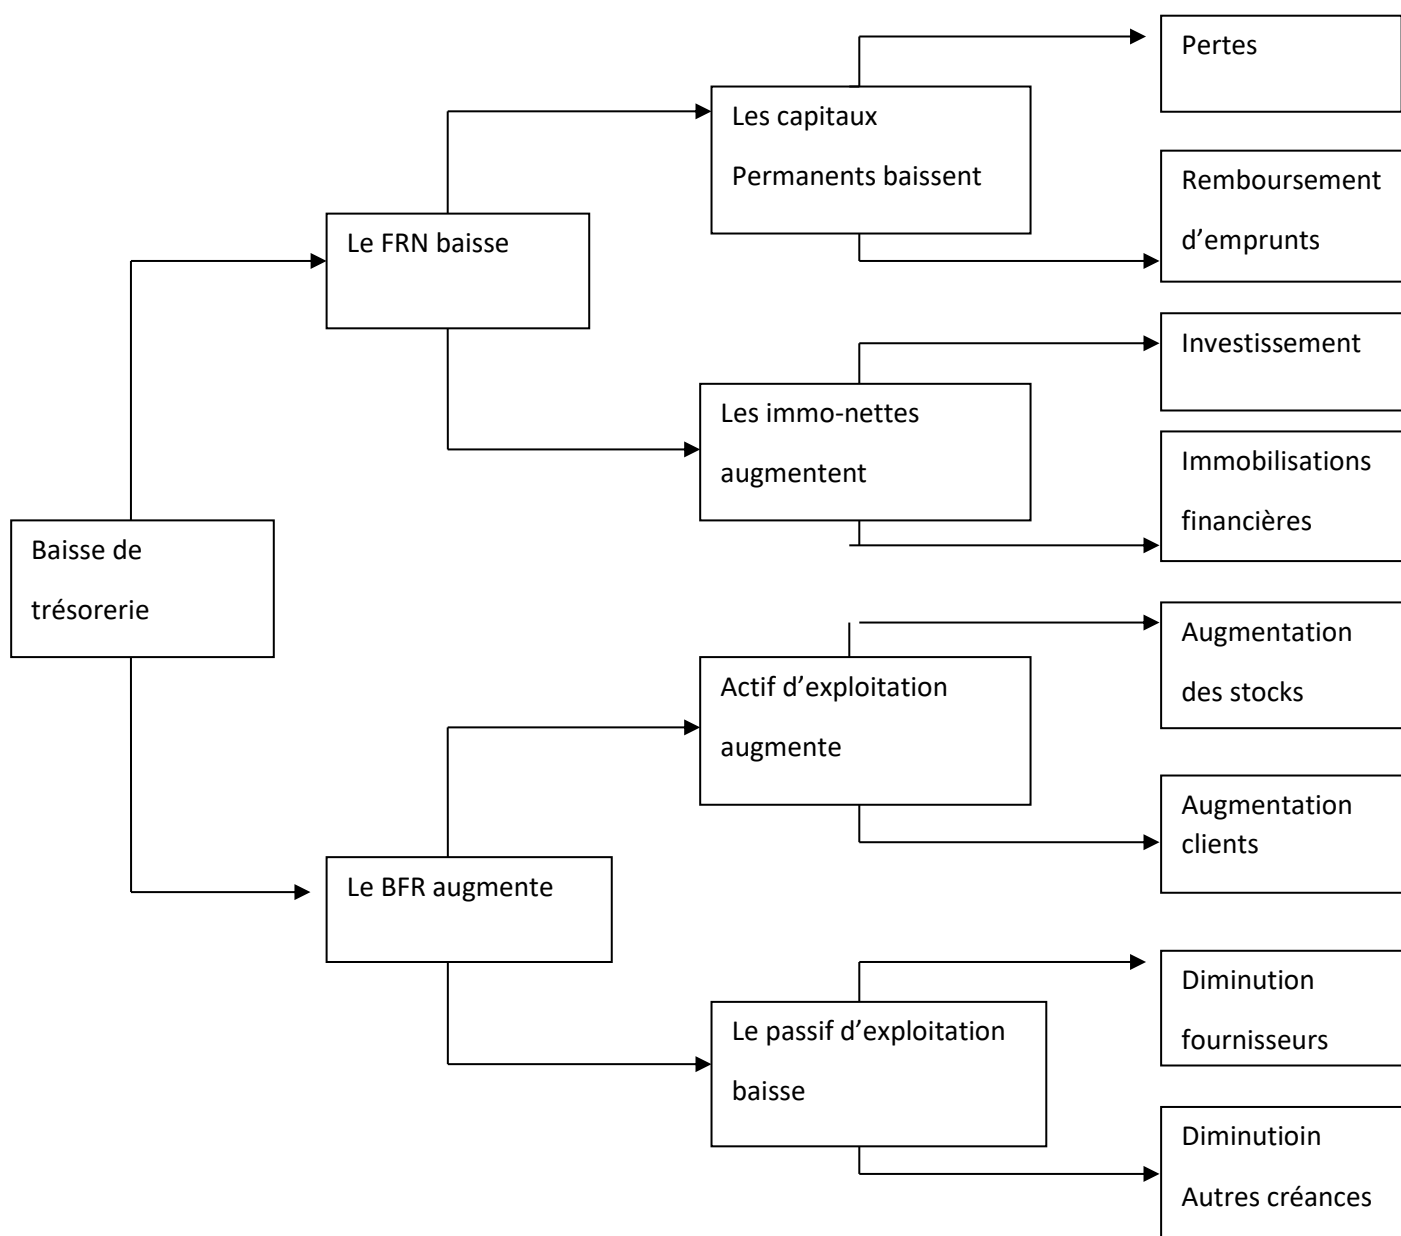 Pertes
Les capitaux
Permanents baissent
Remboursement
d’emprunts
Le FRN baisse
Investissement
Les immo-nettes
augmentent
Immobilisations
financières
Baisse de
trésorerie
Augmentation
des stocks
Actif d’exploitation
augmente
Augmentation
clients
Le BFR augmente
Diminution
fournisseurs
Le passif d’exploitation
baisse
Diminutioin
Autres créances